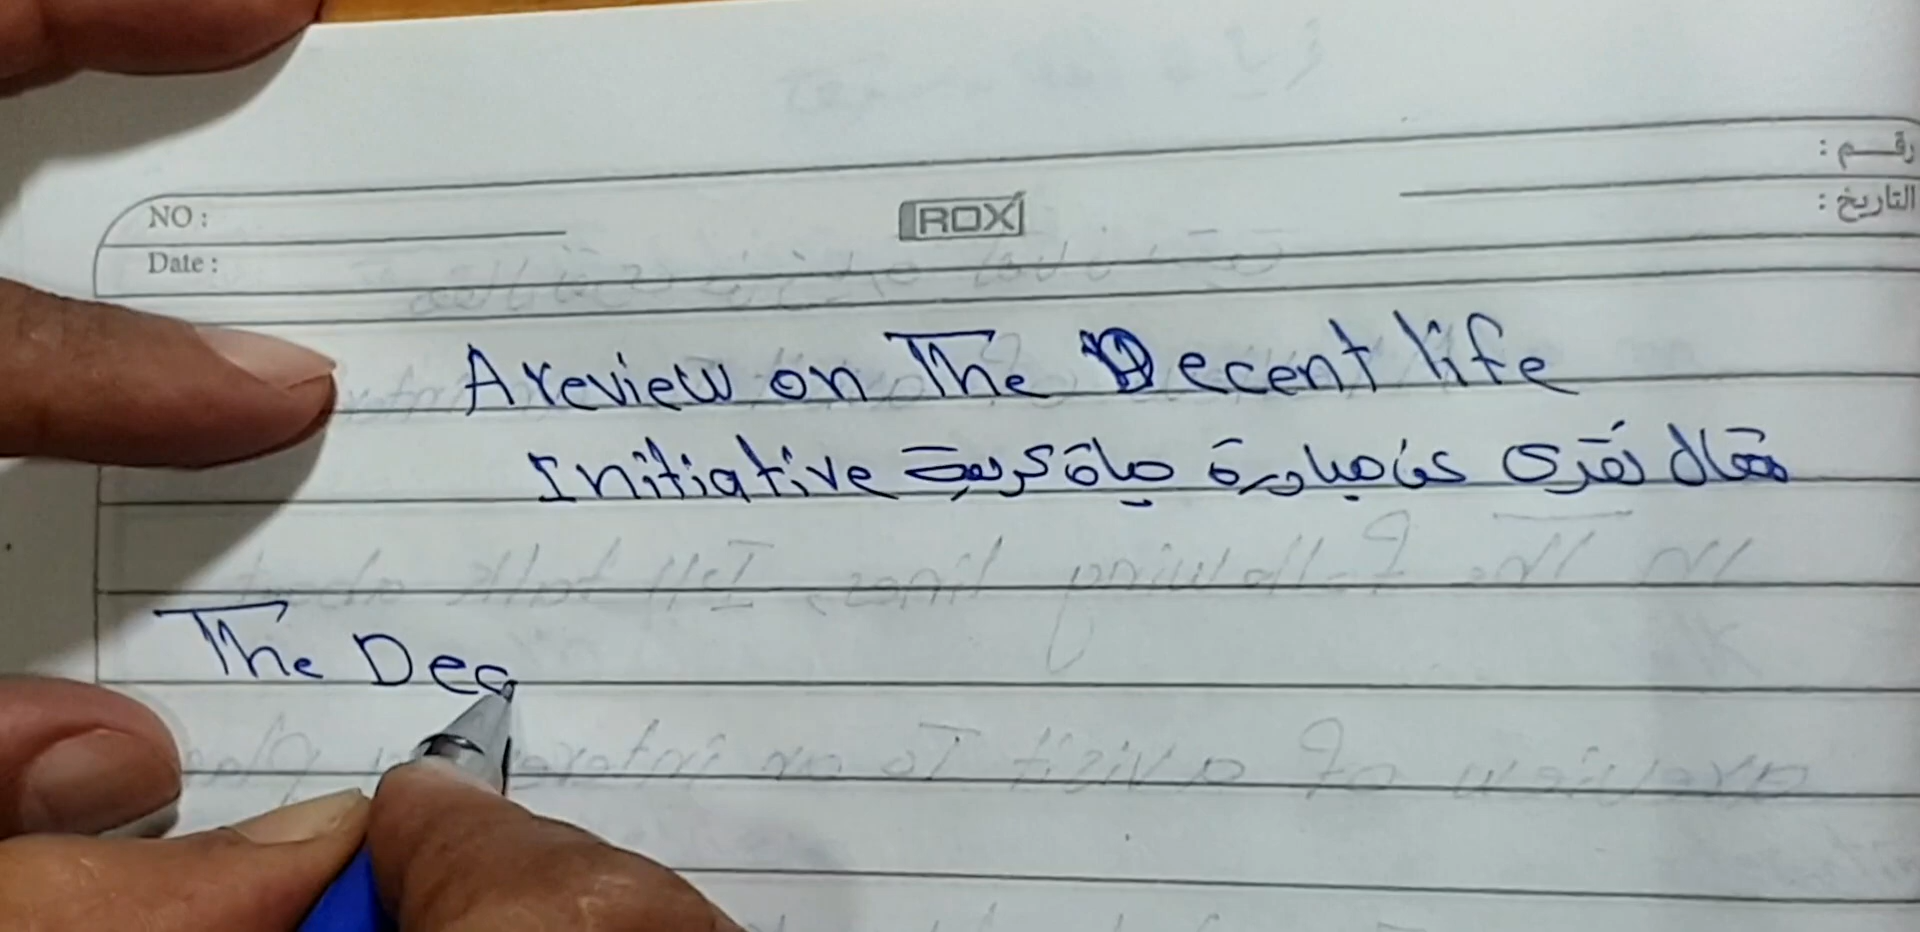 رقم :
NO :
ROX
التاريخ :
Date :
A review on The Decent life
Initiative مقال نقدى عن مبادرة حياة كريمة
The Dec